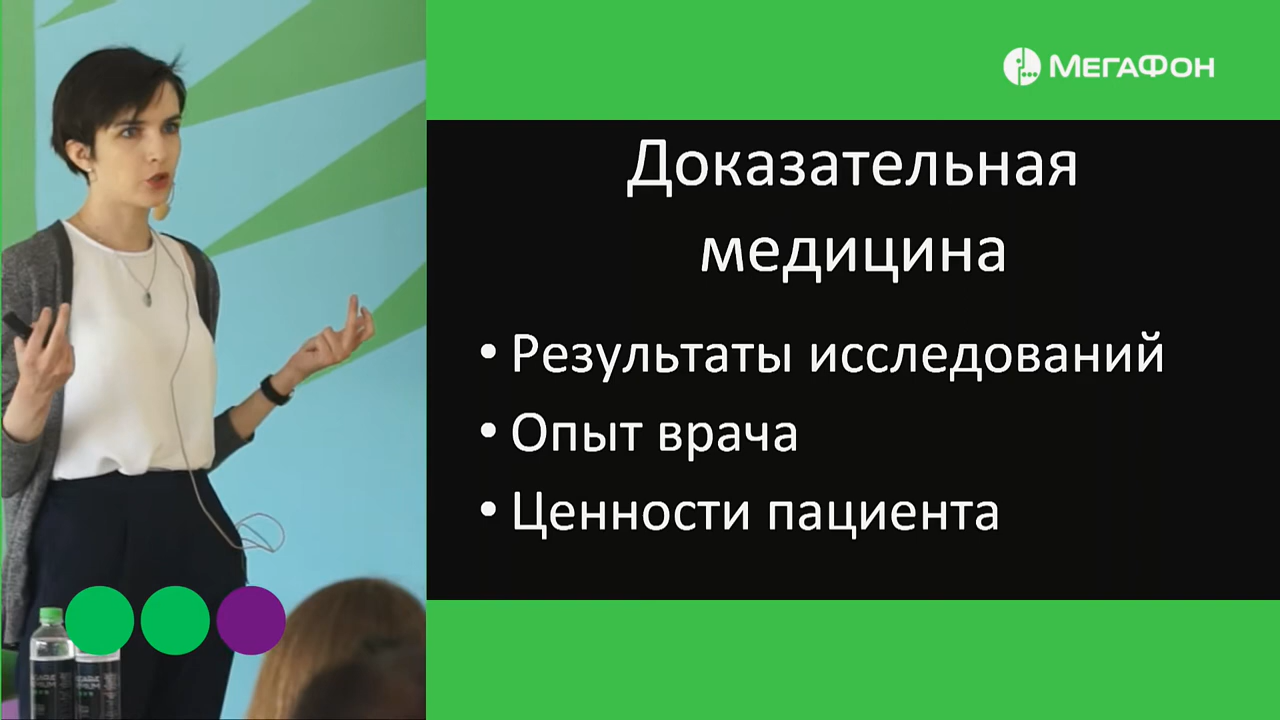 МЕГАФОН
Доказательная
медицина
• Результаты исследований
• Опыт врача
• Ценности пациента